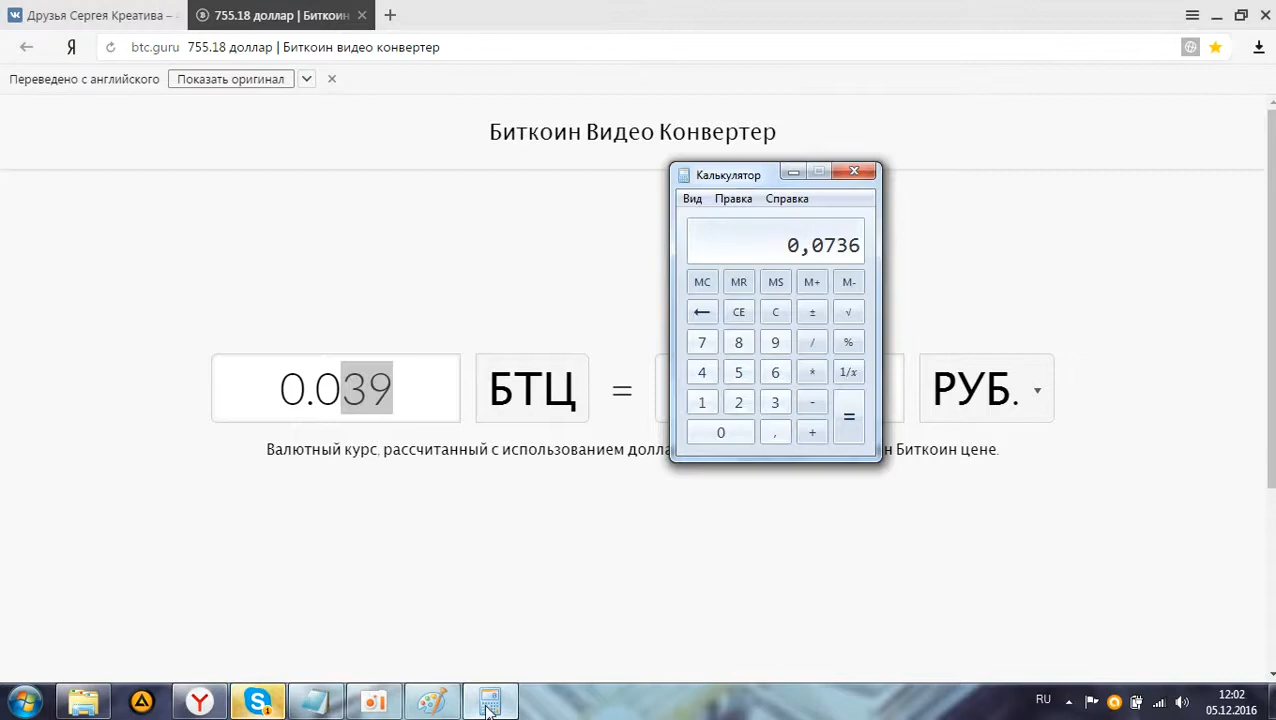 Друзья Сергея Креатива –
755.18 доллар | Биткоин
Я
btc.guru 755.18 доллар | Биткоин видео конвертер
Переведено с английского Показать оригинал
Биткоин Видео Конвертер
Калькулятор
Вид Правка Справка
0,0736
MC MR MS M+ M-
← CE C ± √
7 8 9 / %
4 5 6 * 1/x
1 2 3 - =
0 , +
0.039 БТЦ = РУБ.
Валютный курс, рассчитанный с использованием Биткоин цене.
RU
12:02
05.12.2016